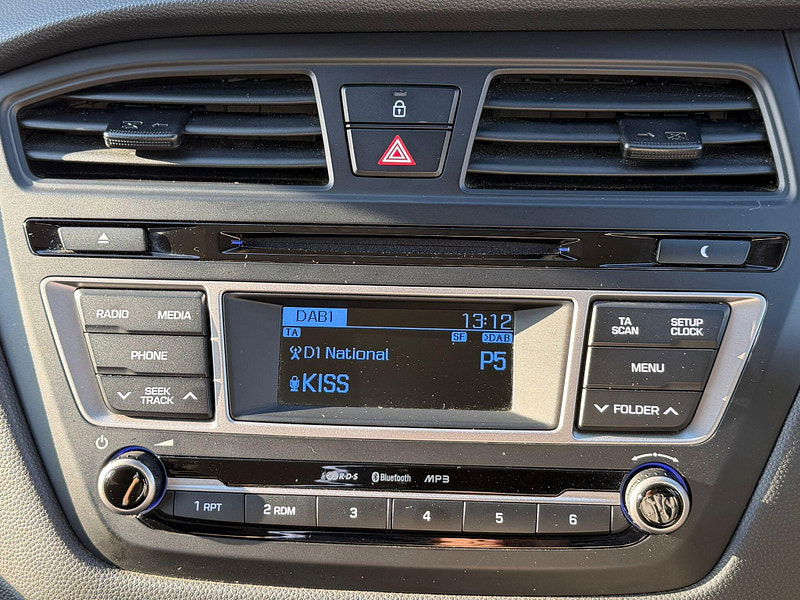 RADIO MEDIA
PHONE
SEEK
TRACK
DAB1 13:12
TA SF >DAB
D1 National P5
KISS
TA
SCAN
SETUP
CLOCK
MENU
FOLDER
R·D·S Bluetooth MP3
1 RPT 2 RDM 3 4 5 6